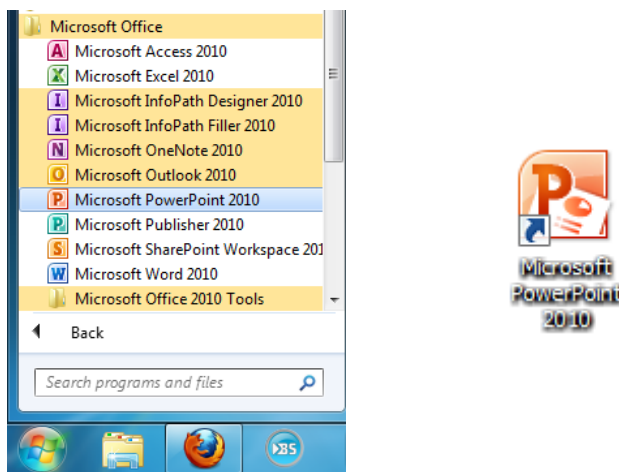 Microsoft Office
Microsoft Access 2010
Microsoft Excel 2010
Microsoft InfoPath Designer 2010
Microsoft InfoPath Filler 2010
Microsoft OneNote 2010
Microsoft Outlook 2010
Microsoft PowerPoint 2010
Microsoft Publisher 2010
Microsoft SharePoint Workspace 201
Microsoft Word 2010
Microsoft Office 2010 Tools
Back
Search programs and files
Microsoft
PowerPoint
2010